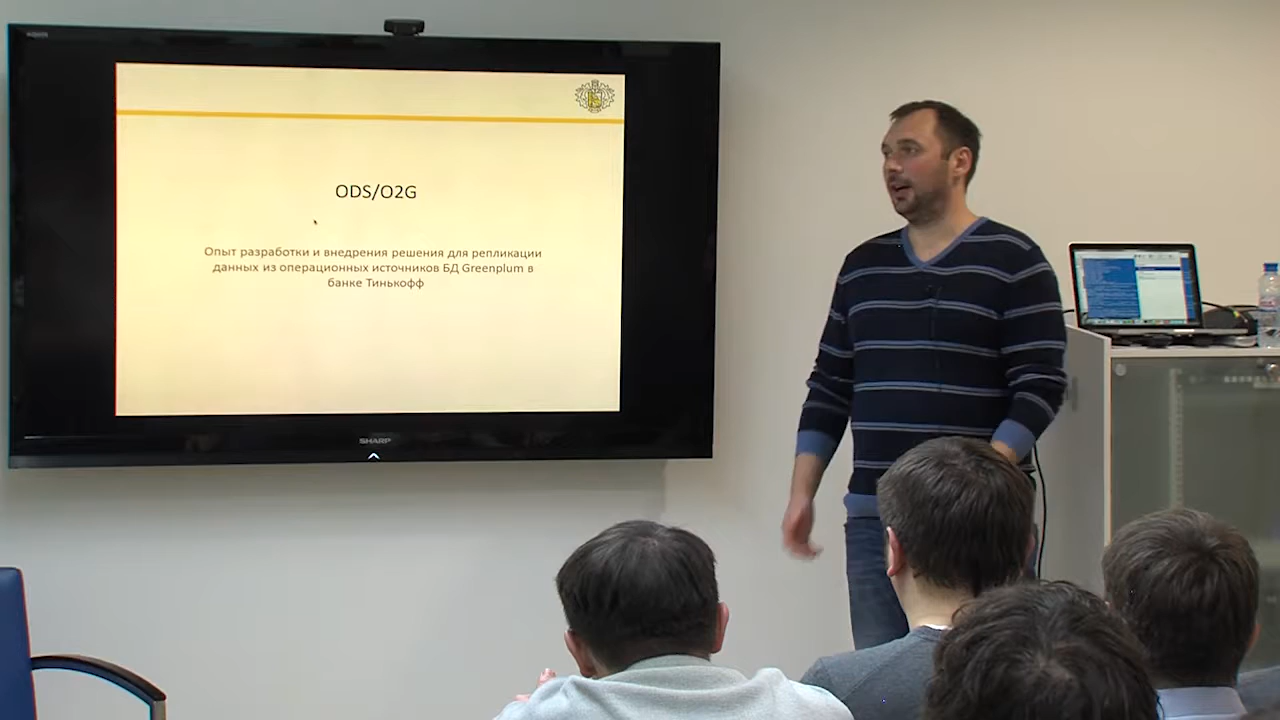 ODS/O2G
Опыт разработки и внедрения решения для репликации
данных из операционных источников БД Greenplum в
банке Тинькофф
SHARP